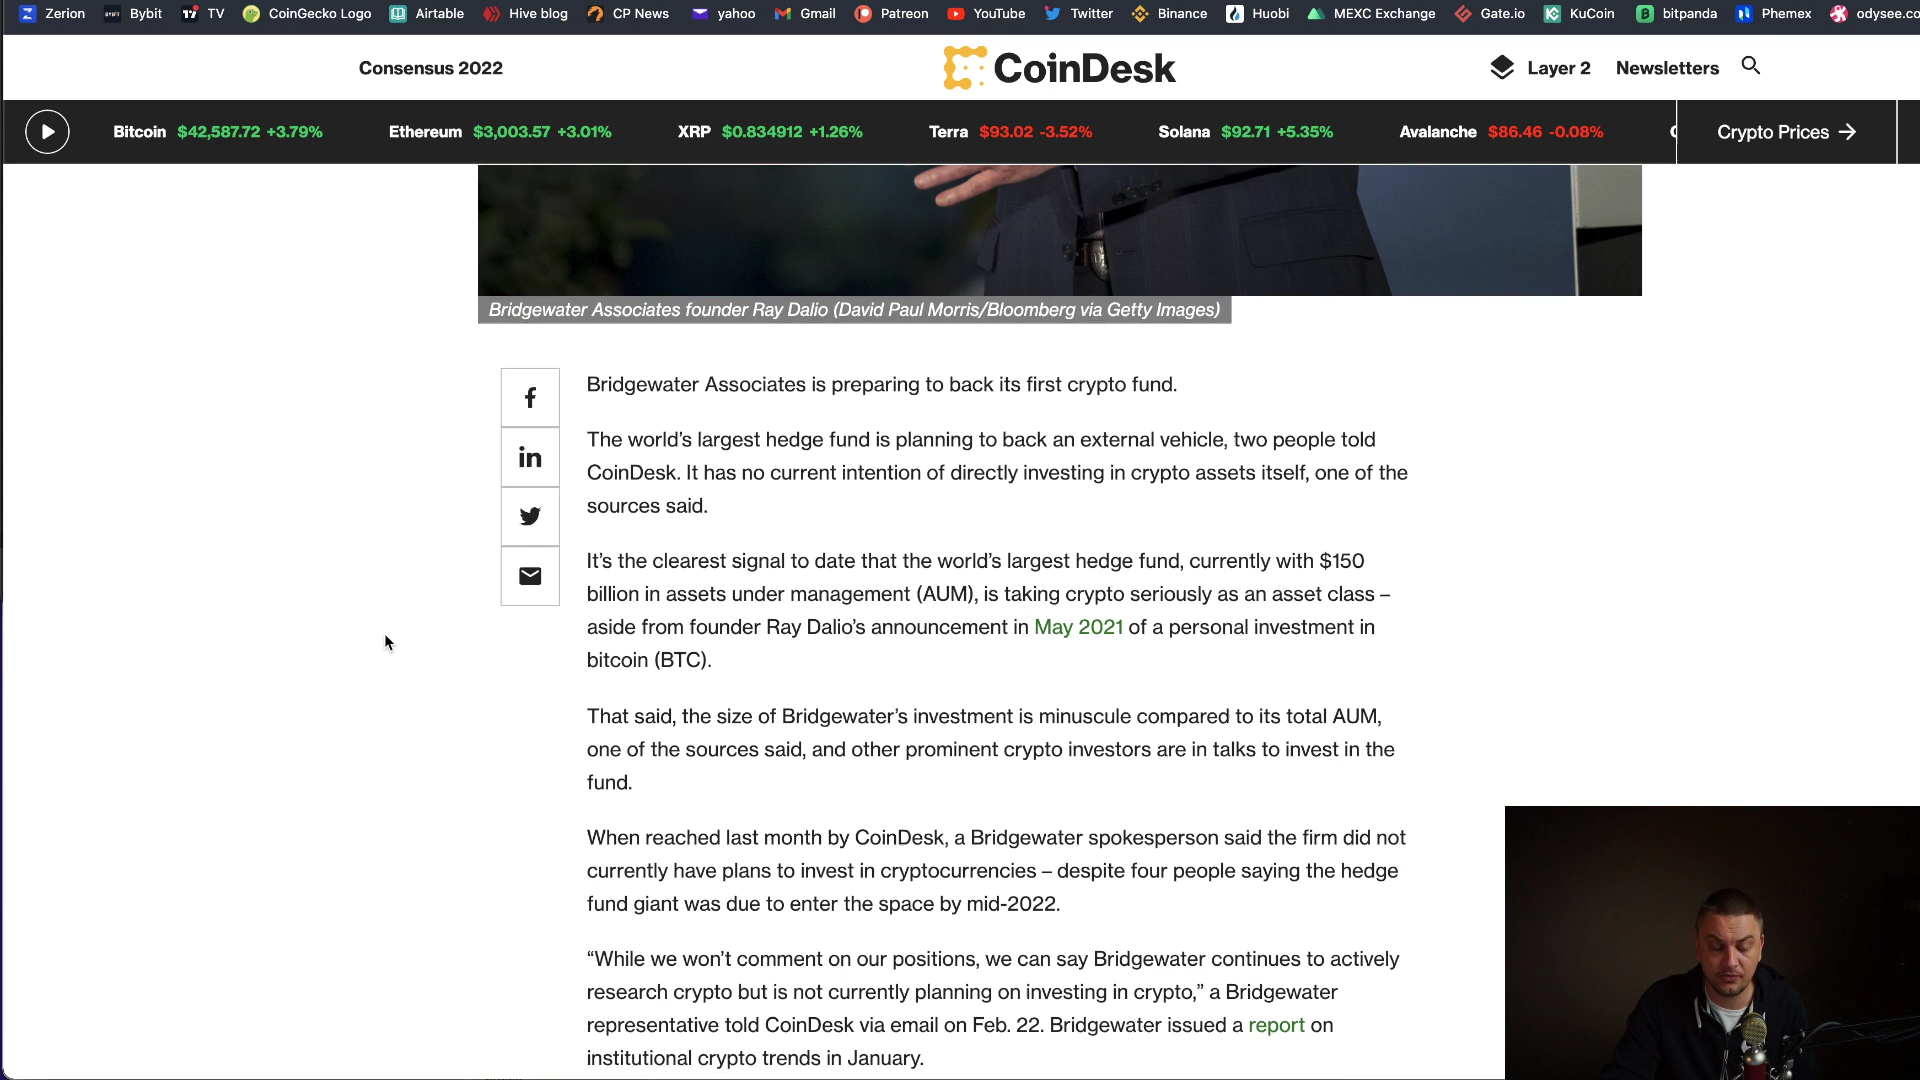 Zerion Bybit TV CoinGecko Logo Airtable Hive blog CP News yahoo Gmail Patreon YouTube Twitter Binance Huobi MEXC Exchange Gate.io KuCoin bitpanda Phemex odysee.co
Consensus 2022 CoinDesk Layer 2 Newsletters
Bitcoin $42,587.72 +3.79% Ethereum $3,003.57 +3.01% XRP $0.834912 +1.26% Terra $93.02 -3.52% Solana $92.71 +5.35% Avalanche $86.46 -0.08% Crypto Prices →
Bridgewater Associates founder Ray Dalio (David Paul Morris/Bloomberg via Getty Images)
Bridgewater Associates is preparing to back its first crypto fund.
The world’s largest hedge fund is planning to back an external vehicle, two people told
CoinDesk. It has no current intention of directly investing in crypto assets itself, one of the
sources said.
It’s the clearest signal to date that the world’s largest hedge fund, currently with $150
billion in assets under management (AUM), is taking crypto seriously as an asset class –
aside from founder Ray Dalio’s announcement in May 2021 of a personal investment in
bitcoin (BTC).
That said, the size of Bridgewater’s investment is minuscule compared to its total AUM,
one of the sources said, and other prominent crypto investors are in talks to invest in the
fund.
When reached last month by CoinDesk, a Bridgewater spokesperson said the firm did not
currently have plans to invest in cryptocurrencies – despite four people saying the hedge
fund giant was due to enter the space by mid-2022.
“While we won’t comment on our positions, we can say Bridgewater continues to actively
research crypto but is not currently planning on investing in crypto,” a Bridgewater
representative told CoinDesk via email on Feb. 22. Bridgewater issued a report on
institutional crypto trends in January.